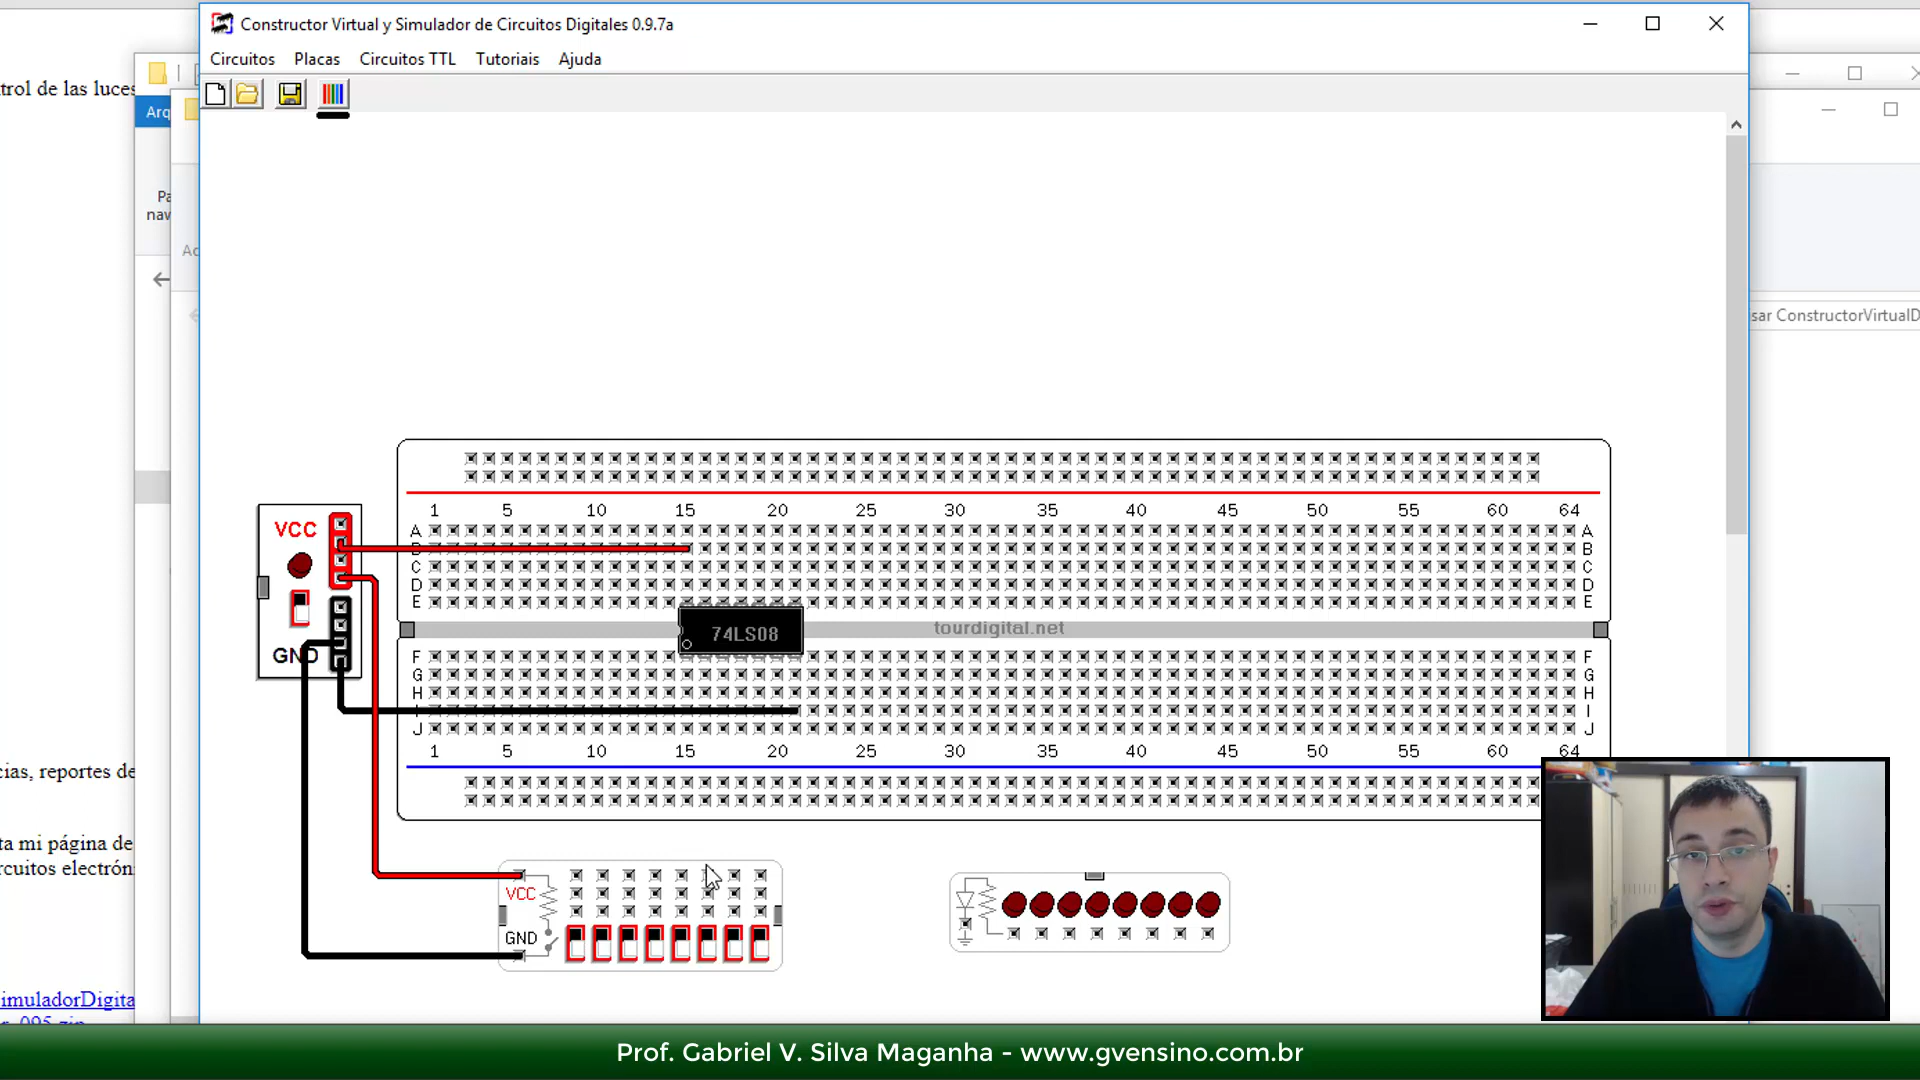 Constructor Virtual y Simulador de Circuitos Digitales 0.9.7a
Circuitos Placas Circuitos TTL Tutoriais Ajuda
trol de las luces
Arq
Pa
nav
Ac
sar ConstructorVirtualD
1 5 10 15 20 25 30 35 40 45 50 55 60 64
VCC
GND
A A
B
C C
D D
E E
74LS08
tourdigital.net
F F
G G
H H
I
J J
1 5 10 15 20 25 30 35 40 45 50 55 60 64
cias, reportes de
ta mi página de
rcuitos electrón
VCC
GND
imuladorDigita
r_095.zip
Prof. Gabriel V. Silva Maganha - www.gvensino.com.br